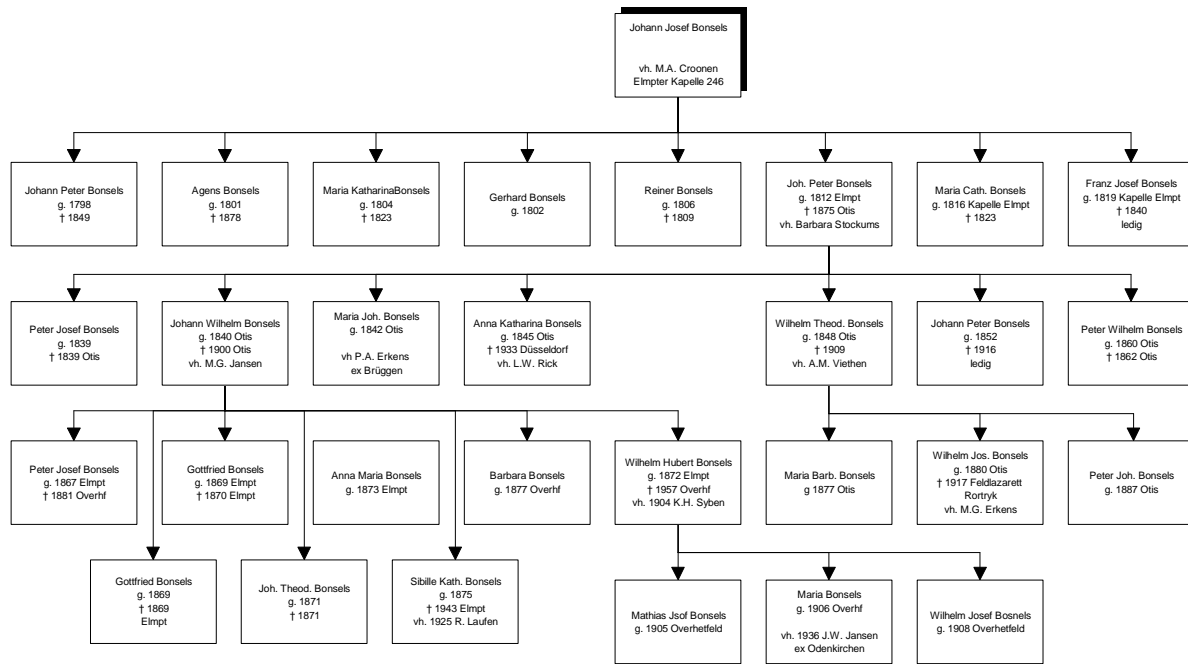 Johann Josef Bonsels
vh. M.A. Croonen
Elmpter Kapelle 246
Johann Peter Bonsels
g. 1798
† 1849
Agens Bonsels
g. 1801
† 1878
Maria KatharinaBonsels
g. 1804
† 1823
Gerhard Bonsels
g. 1802
Reiner Bonsels
g. 1806
† 1809
Joh. Peter Bonsels
g. 1812 Elmpt
† 1875 Otis
vh. Barbara Stockums
Maria Cath. Bonsels
g. 1816 Kapelle Elmpt
† 1823
Franz Josef Bonsels
g. 1819 Kapelle Elmpt
† 1840
ledig
Peter Josef Bonsels
g. 1839
† 1839 Otis
Johann Wilhelm Bonsels
g. 1840 Otis
† 1900 Otis
vh. M.G. Jansen
Maria Joh. Bonsels
g. 1842 Otis
vh P.A. Erkens
ex Brüggen
Anna Katharina Bonsels
g. 1845 Otis
† 1933 Düsseldorf
vh. L.W. Rick
Wilhelm Theod. Bonsels
g. 1848 Otis
† 1909
vh. A.M. Viethen
Johann Peter Bonsels
g. 1852
† 1916
ledig
Peter Wilhelm Bonsels
g. 1860 Otis
† 1862 Otis
Peter Josef Bonsels
g. 1867 Elmpt
† 1881 Overhf
Gottfried Bonsels
g. 1869 Elmpt
† 1870 Elmpt
Anna Maria Bonsels
g. 1873 Elmpt
Barbara Bonsels
g. 1877 Overhf
Wilhelm Hubert Bonsels
g. 1872 Elmpt
† 1957 Overhf
vh. 1904 K.H. Syben
Maria Barb. Bonsels
g 1877 Otis
Wilhelm Jos. Bonsels
g. 1880 Otis
† 1917 Feldlazarett
Rortryk
vh. M.G. Erkens
Peter Joh. Bonsels
g. 1887 Otis
Gottfried Bonsels
g. 1869
† 1869
Elmpt
Joh. Theod. Bonsels
g. 1871
† 1871
Sibille Kath. Bonsels
g. 1875
† 1943 Elmpt
vh. 1925 R. Laufen
Mathias Jsof Bonsels
g. 1905 Overhetfeld
Maria Bonsels
g. 1906 Overhf
vh. 1936 J.W. Jansen
ex Odenkirchen
Wilhelm Josef Bosnels
g. 1908 Overhetfeld